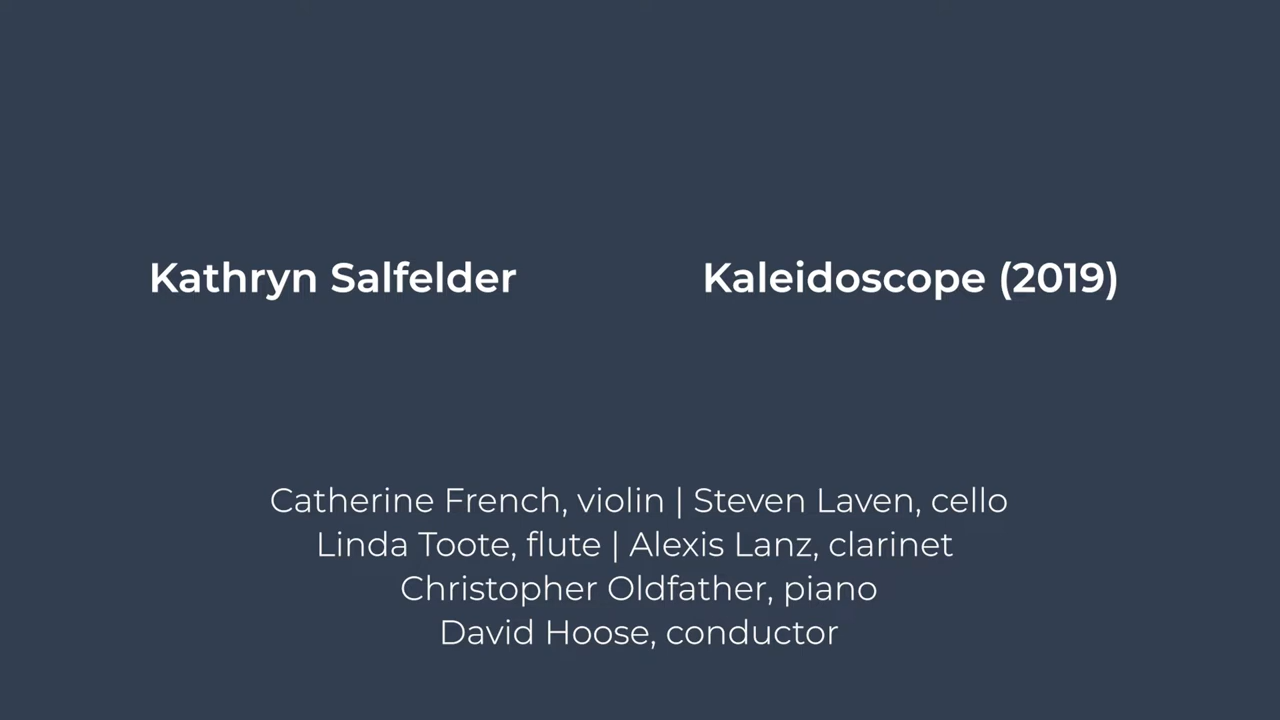 Kathryn Salfelder Kaleidoscope (2019)
Catherine French, violin | Steven Laven, cello
Linda Toote, flute | Alexis Lanz, clarinet
Christopher Oldfather, piano
David Hoose, conductor